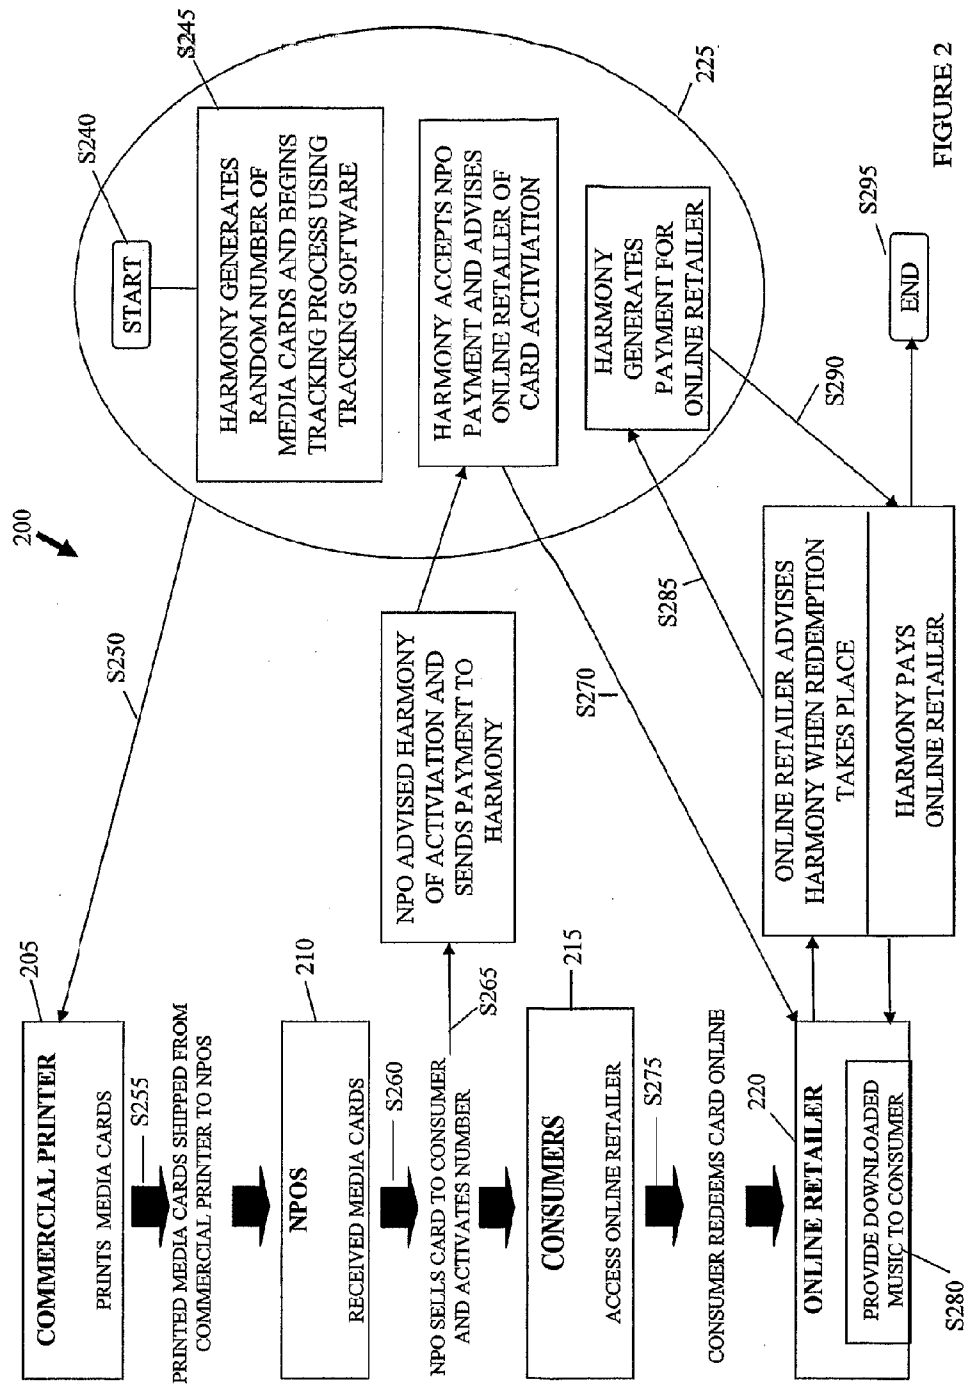 200
COMMERCIAL PRINTER
PRINTS MEDIA CARDS
205
S250
S255
PRINTED MEDIA CARDS SHIPPED FROM
COMMERCIAL PRINTER TO NPOS
NPOS
RECEIVED MEDIA CARDS
210
S260
NPO SELLS CARD TO CONSUMER
AND ACTIVATES NUMBER
S265
NPO ADVISED HARMONY
OF ACTIVIATION AND
SENDS PAYMENT TO
HARMONY
CONSUMERS
ACCESS ONLINE RETAILER
215
S270
S275
CONSUMER REDEEMS CARD ONLINE
220
ONLINE RETAILER
PROVIDE DOWNLOADED
MUSIC TO CONSUMER
S280
ONLINE RETAILER ADVISES
HARMONY WHEN REDEMPTION
TAKES PLACE
HARMONY PAYS
ONLINE RETAILER
S285
S290
START
S240
HARMONY GENERATES
RANDOM NUMBER OF
MEDIA CARDS AND BEGINS
TRACKING PROCESS USING
TRACKING SOFTWARE
S245
HARMONY ACCEPTS NPO
PAYMENT AND ADVISES
ONLINE RETAILER OF
CARD ACTIVIATION
HARMONY
GENERATES
PAYMENT FOR
ONLINE RETAILER
225
END
S295
FIGURE 2